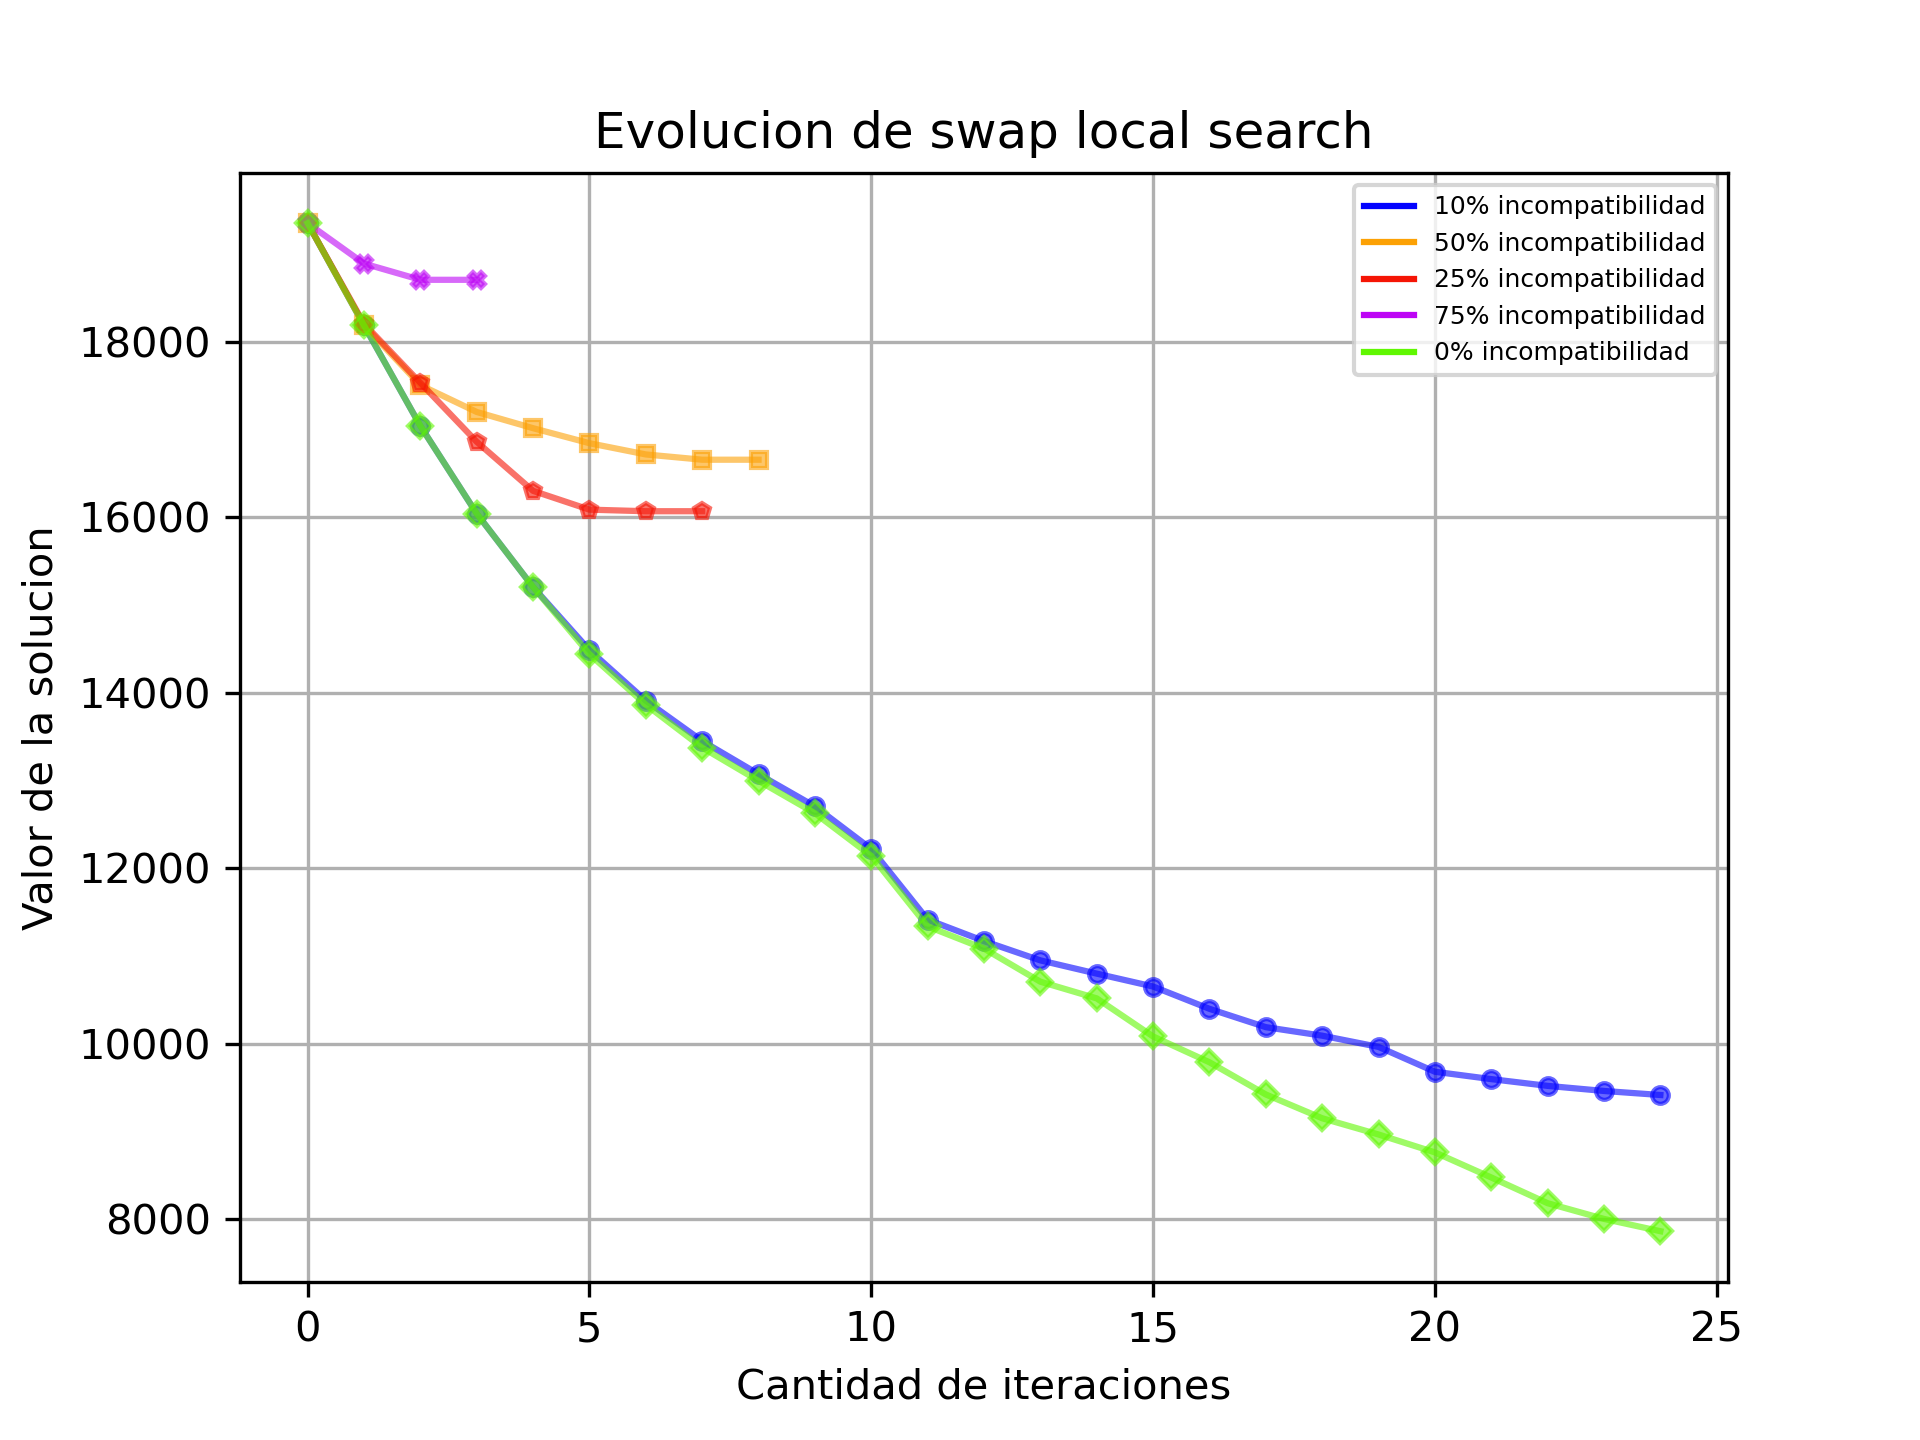 Evolucion de swap local search
10% incompatibilidad
50% incompatibilidad
25% incompatibilidad
75% incompatibilidad
0% incompatibilidad
Valor de la solucion
18000
16000
14000
12000
10000
8000
0 5 10 15 20 25
Cantidad de iteraciones